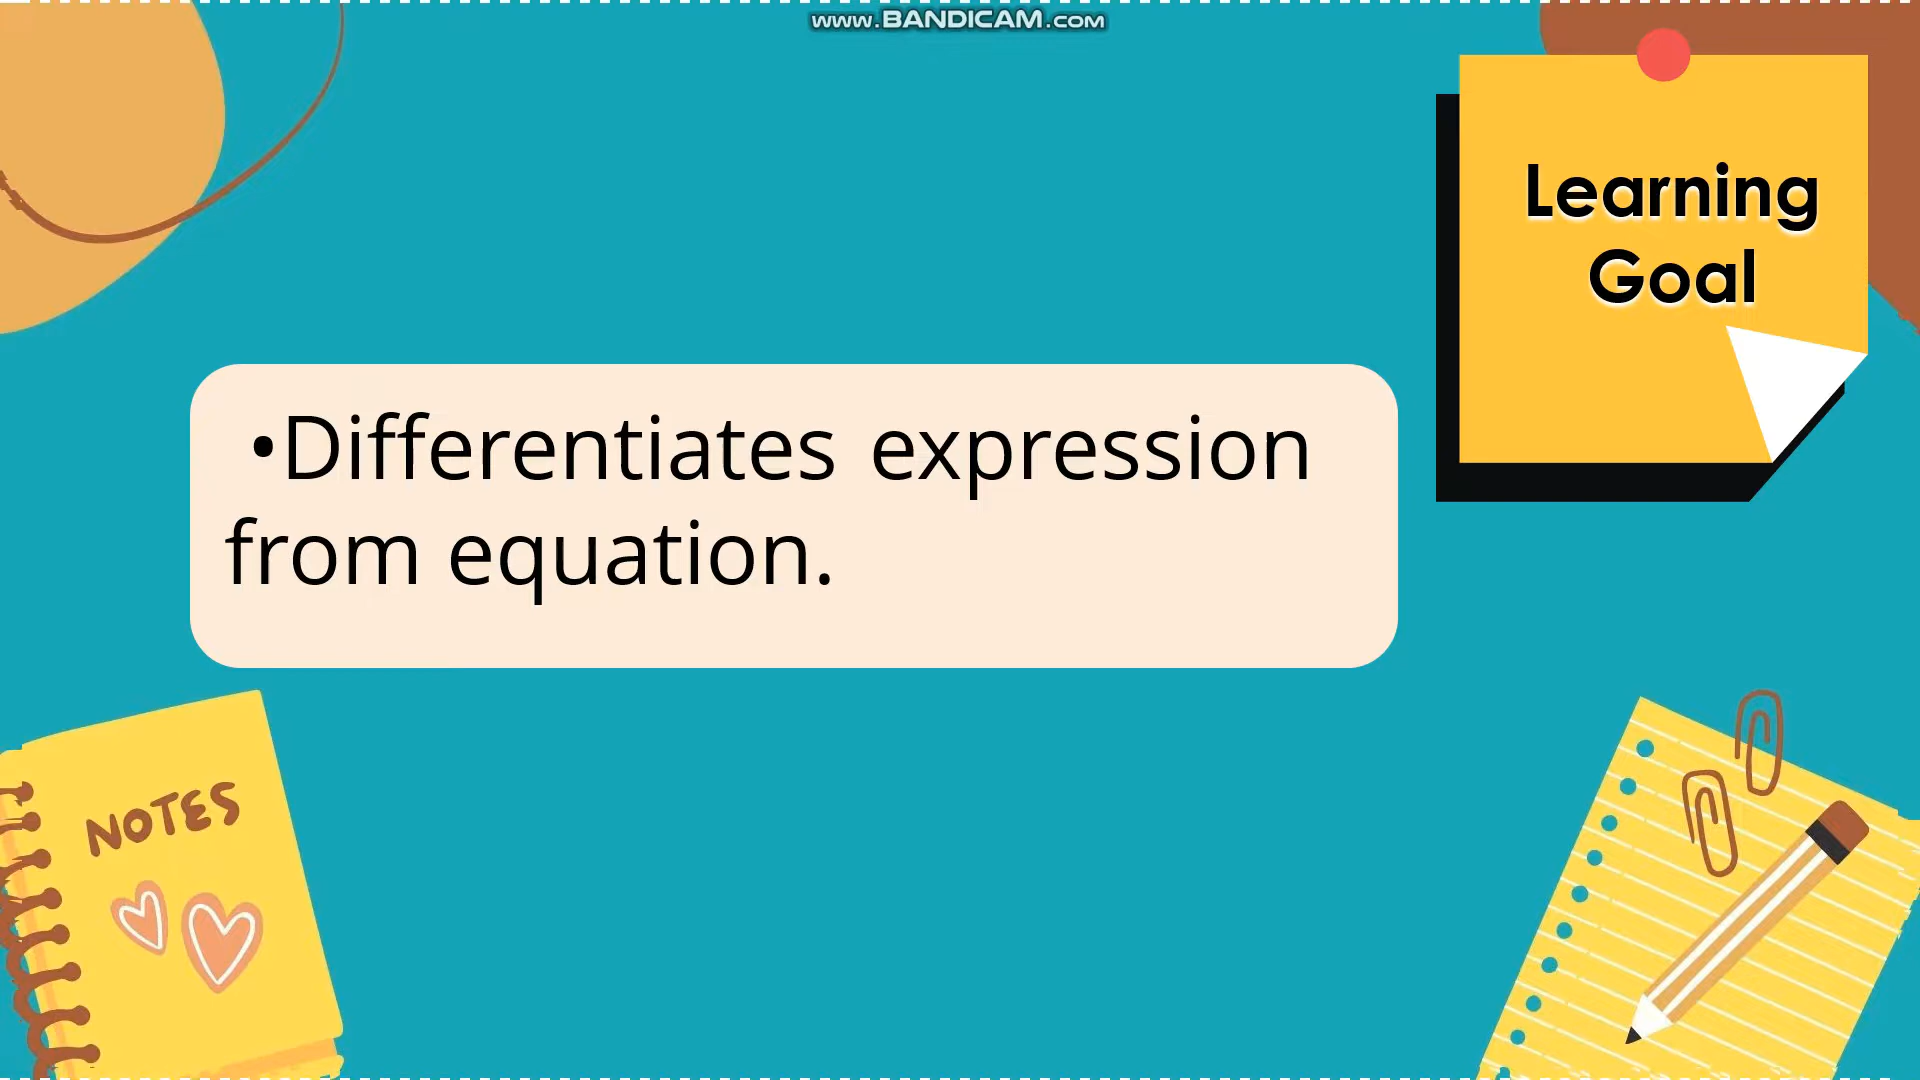 www.BANDICAM.com
Learning
Goal
•Differentiates expression
from equation.
NOTES